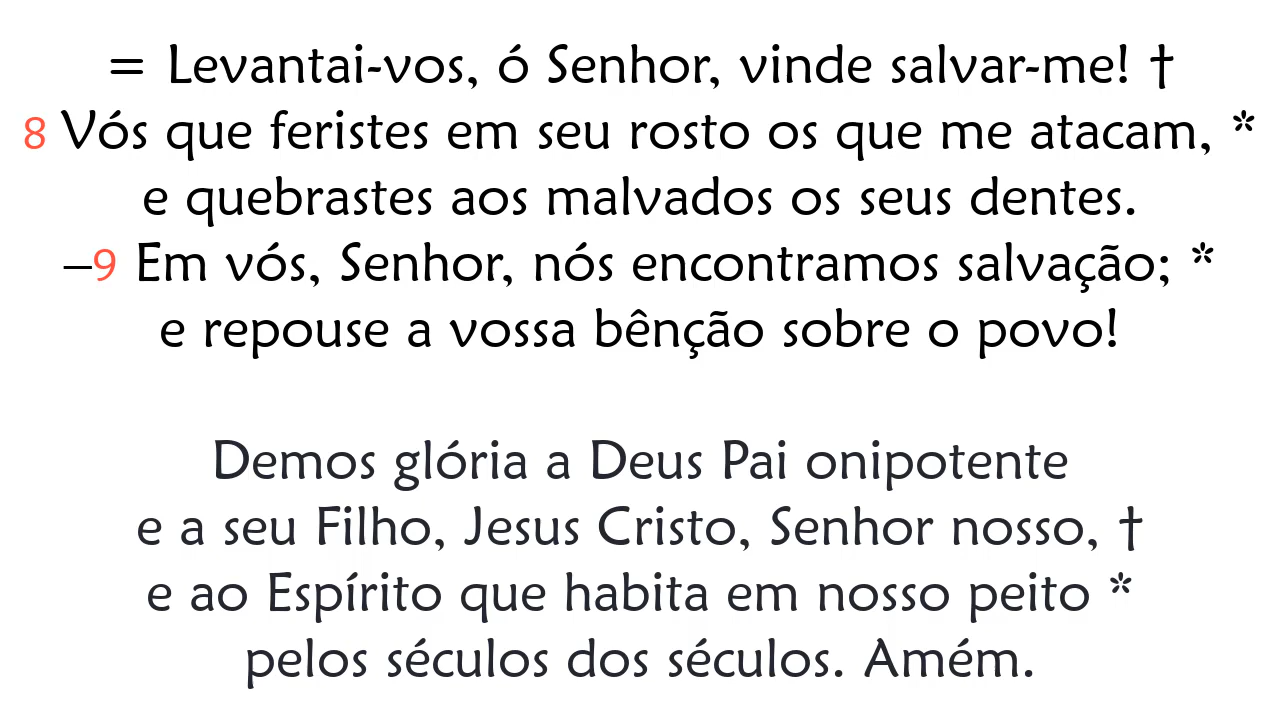 = Levantai-vos, ó Senhor, vinde salvar-me! †
8 Vós que feristes em seu rosto os que me atacam, *
e quebrastes aos malvados os seus dentes.
–9 Em vós, Senhor, nós encontramos salvação; *
e repouse a vossa bênção sobre o povo!
Demos glória a Deus Pai onipotente
e a seu Filho, Jesus Cristo, Senhor nosso, †
e ao Espírito que habita em nosso peito *
pelos séculos dos séculos. Amém.